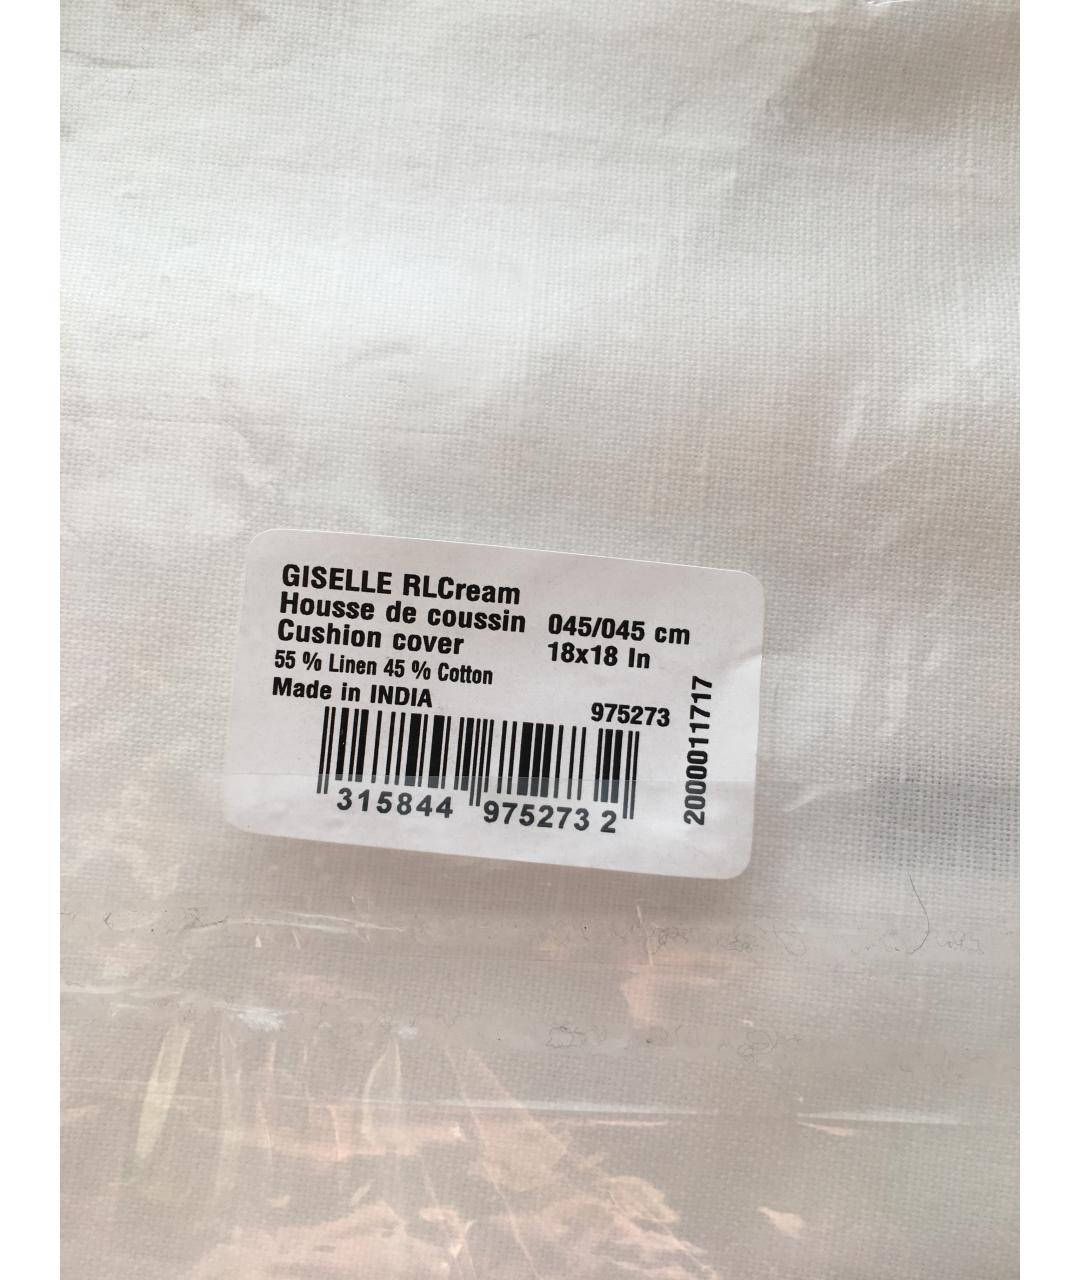 GISELLE RLCream
Housse de coussin 045/045 cm
Cushion cover 18x18 In
55 % Linen 45 % Cotton
Made in INDIA
975273
315844 975273 2
2000011717